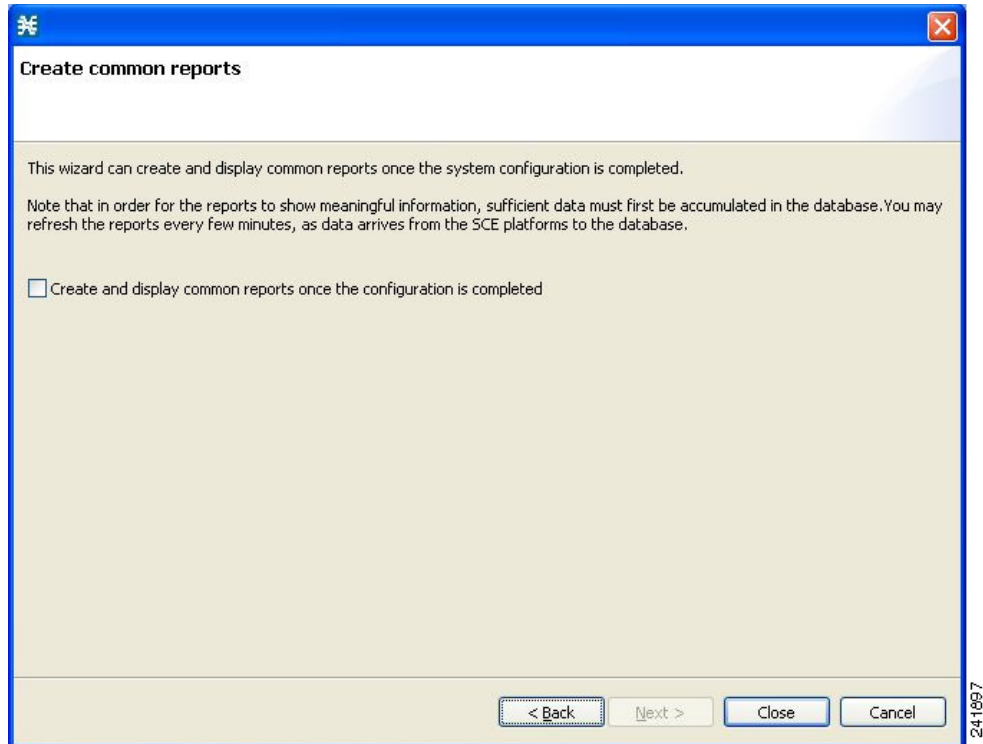 Create common reports
This wizard can create and display common reports once the system configuration is completed.
Note that in order for the reports to show meaningful information, sufficient data must first be accumulated in the database.You may
refresh the reports every few minutes, as data arrives from the SCE platforms to the database.
Create and display common reports once the configuration is completed
< Back
Next >
Close
Cancel
241897